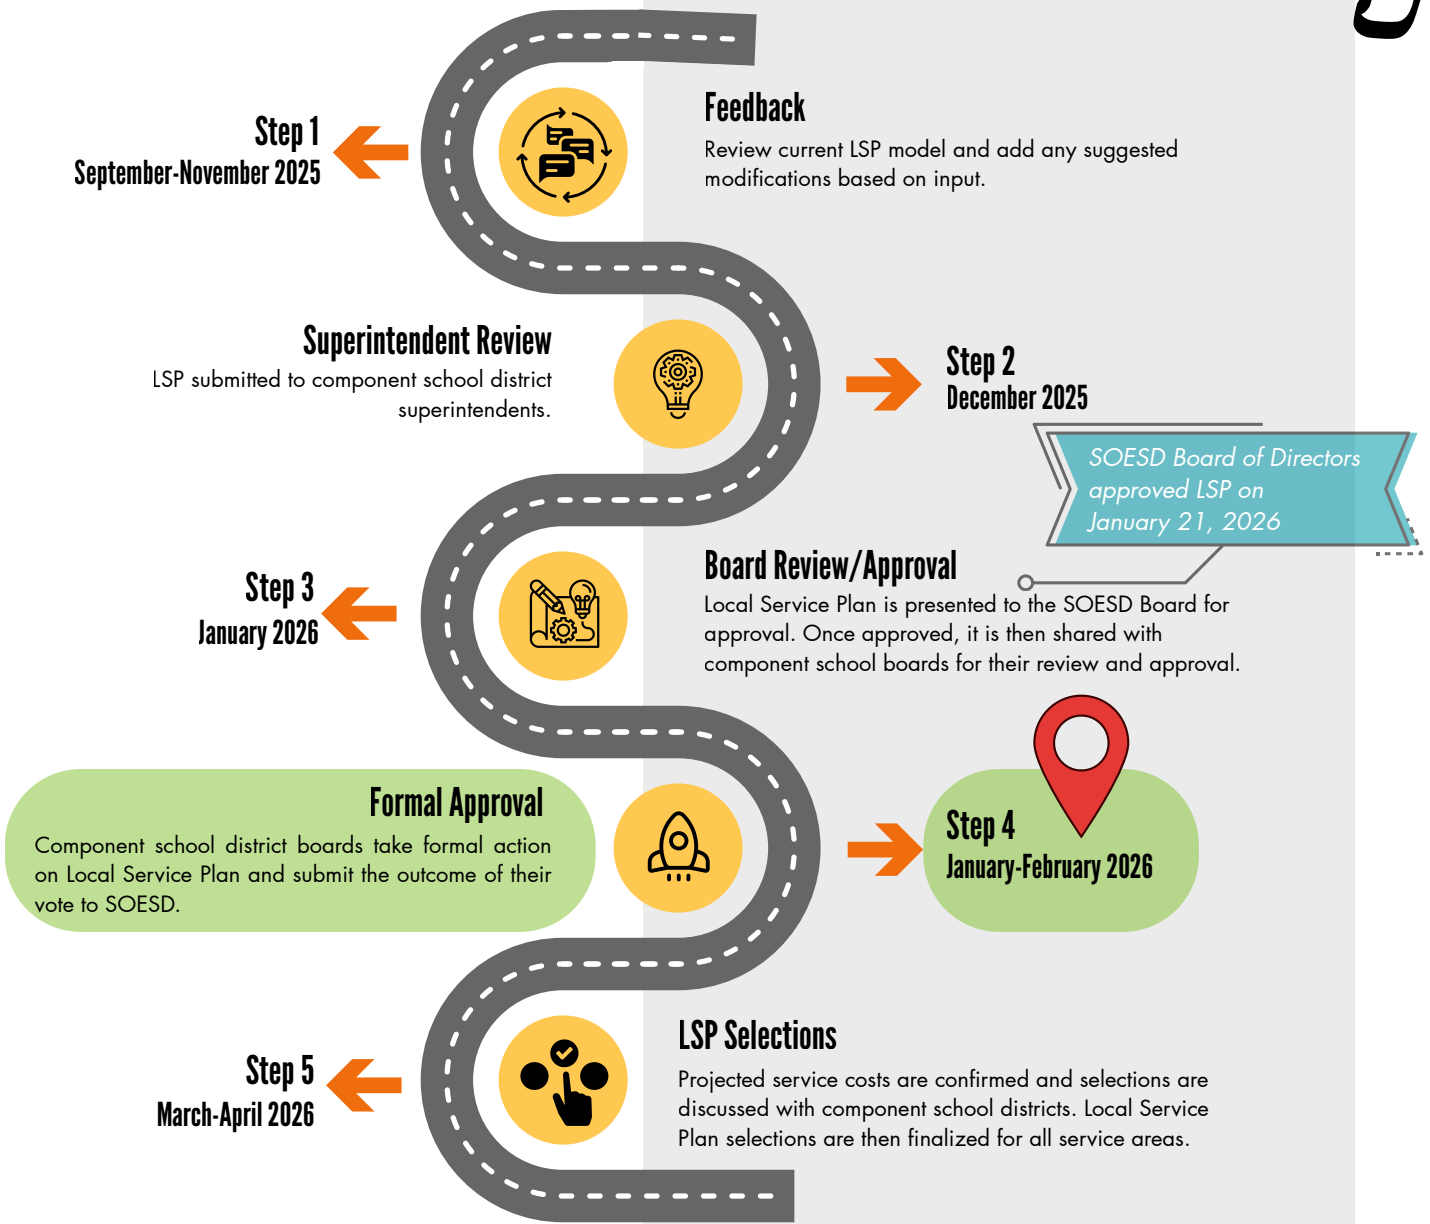 Step 1
September-November 2025
Feedback
Review current LSP model and add any suggested
modifications based on input.
Superintendent Review
LSP submitted to component school district
superintendents.
Step 2
December 2025
SOESD Board of Directors
approved LSP on
January 21, 2026
Step 3
January 2026
Board Review/Approval
Local Service Plan is presented to the SOESD Board for
approval. Once approved, it is then shared with
component school boards for their review and approval.
Formal Approval
Component school district boards take formal action
on Local Service Plan and submit the outcome of their
vote to SOESD.
Step 4
January-February 2026
Step 5
March-April 2026
LSP Selections
Projected service costs are confirmed and selections are
discussed with component school districts. Local Service
Plan selections are then finalized for all service areas.